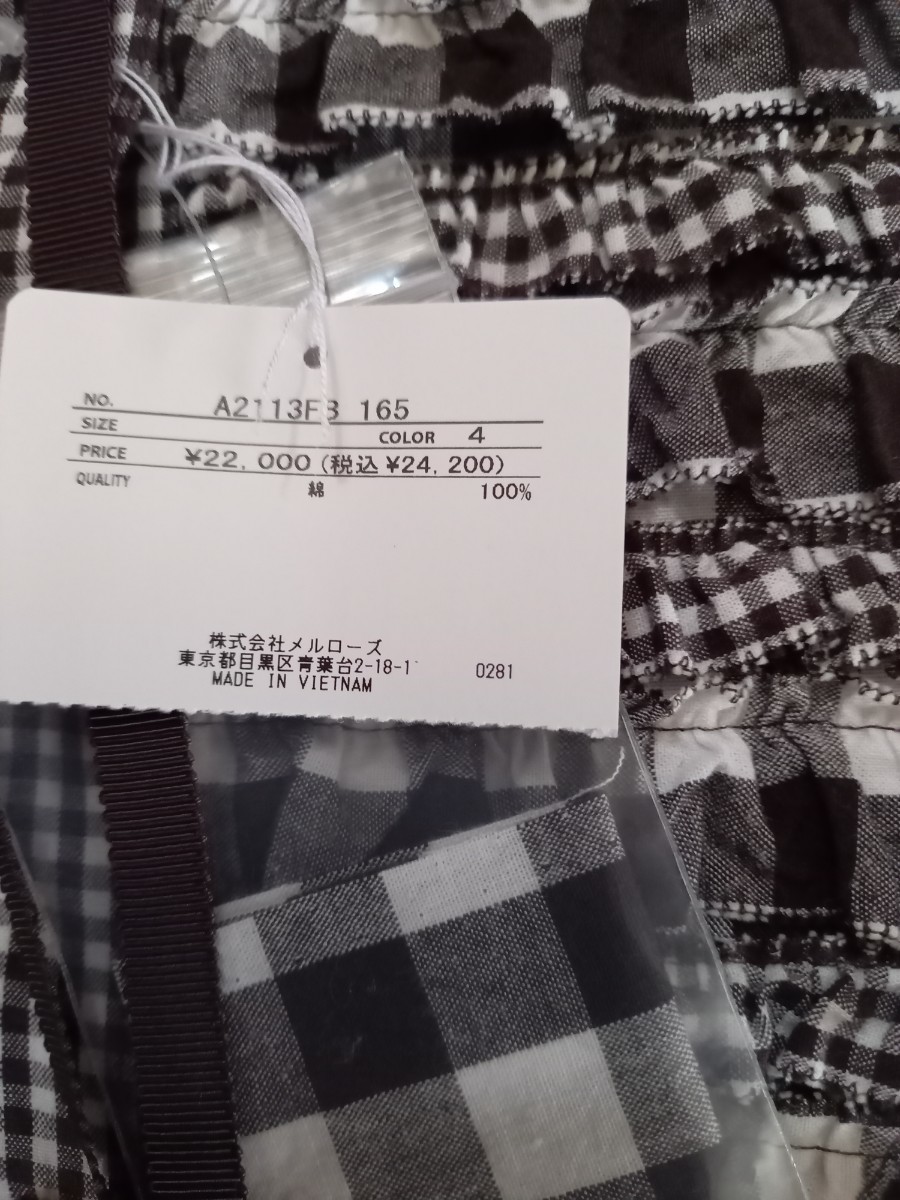 NO. A2113FB 165
SIZE COLOR 4
PRICE ¥22,000 (税込 ¥24,200)
QUALITY 綿 100%
株式会社メルローズ
東京都目黒区青葉台2-18-1
0281
MADE IN VIETNAM